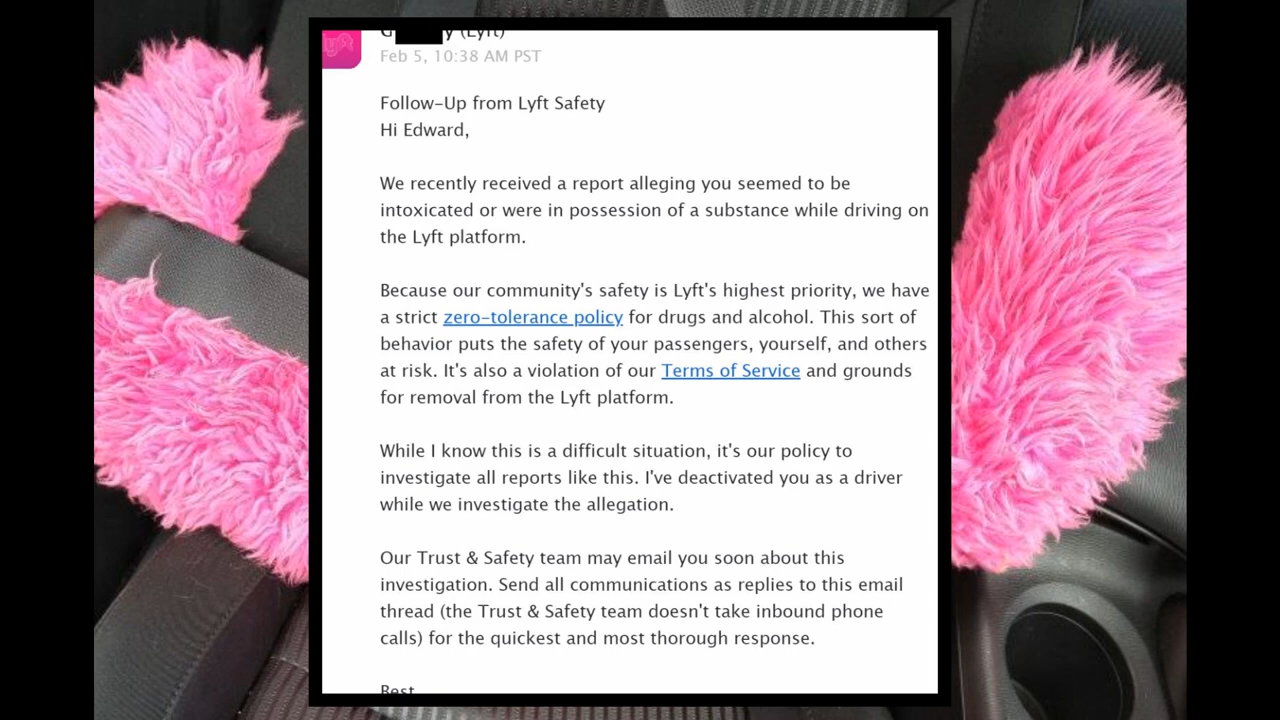 y (Lyft)
Feb 5, 10:38 AM PST
Follow-Up from Lyft Safety
Hi Edward,
We recently received a report alleging you seemed to be
intoxicated or were in possession of a substance while driving on
the Lyft platform.
Because our community's safety is Lyft's highest priority, we have
a strict zero-tolerance policy for drugs and alcohol. This sort of
behavior puts the safety of your passengers, yourself, and others
at risk. It's also a violation of our Terms of Service and grounds
for removal from the Lyft platform.
While I know this is a difficult situation, it's our policy to
investigate all reports like this. I've deactivated you as a driver
while we investigate the allegation.
Our Trust & Safety team may email you soon about this
investigation. Send all communications as replies to this email
thread (the Trust & Safety team doesn't take inbound phone
calls) for the quickest and most thorough response.
Best